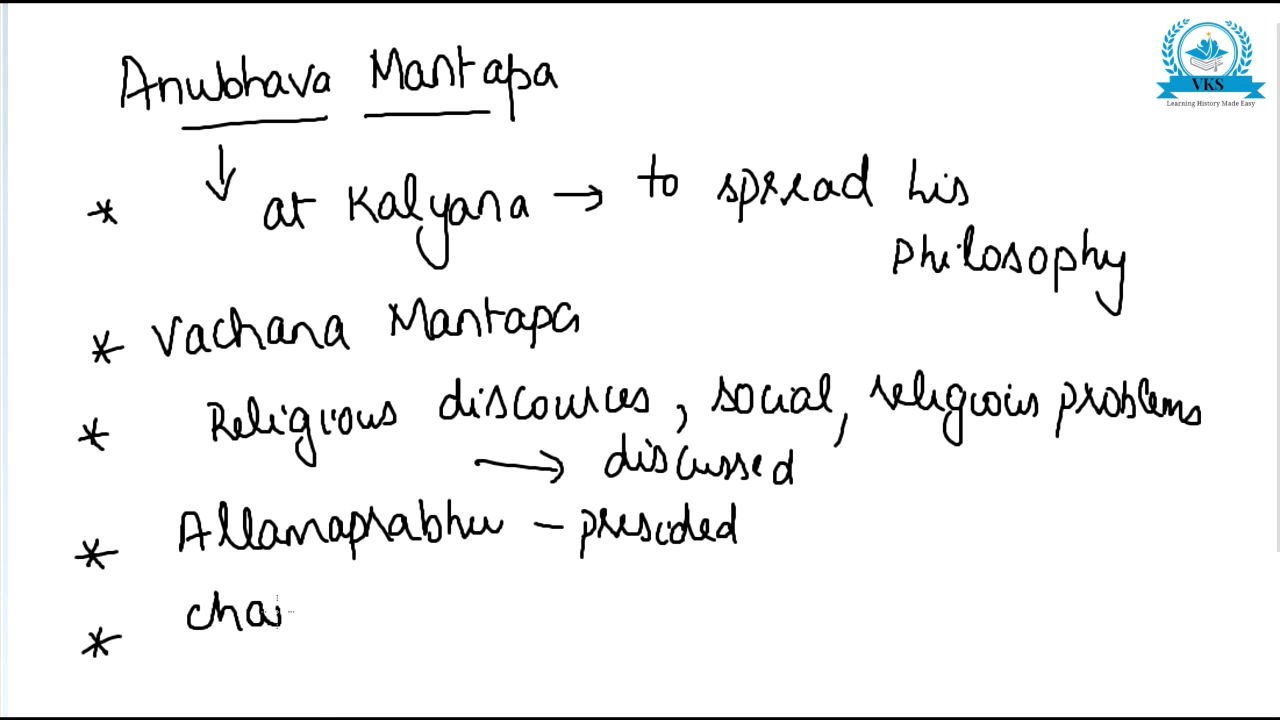 VKS
Learning History Made Easy
Anubhava Mantapa
↓
* at Kalyana → to spread his
philosophy
* Vachana Mantapa
* Religious discources, social, religious problems
→ discussed
* Allamaprabhu - presided
* chai